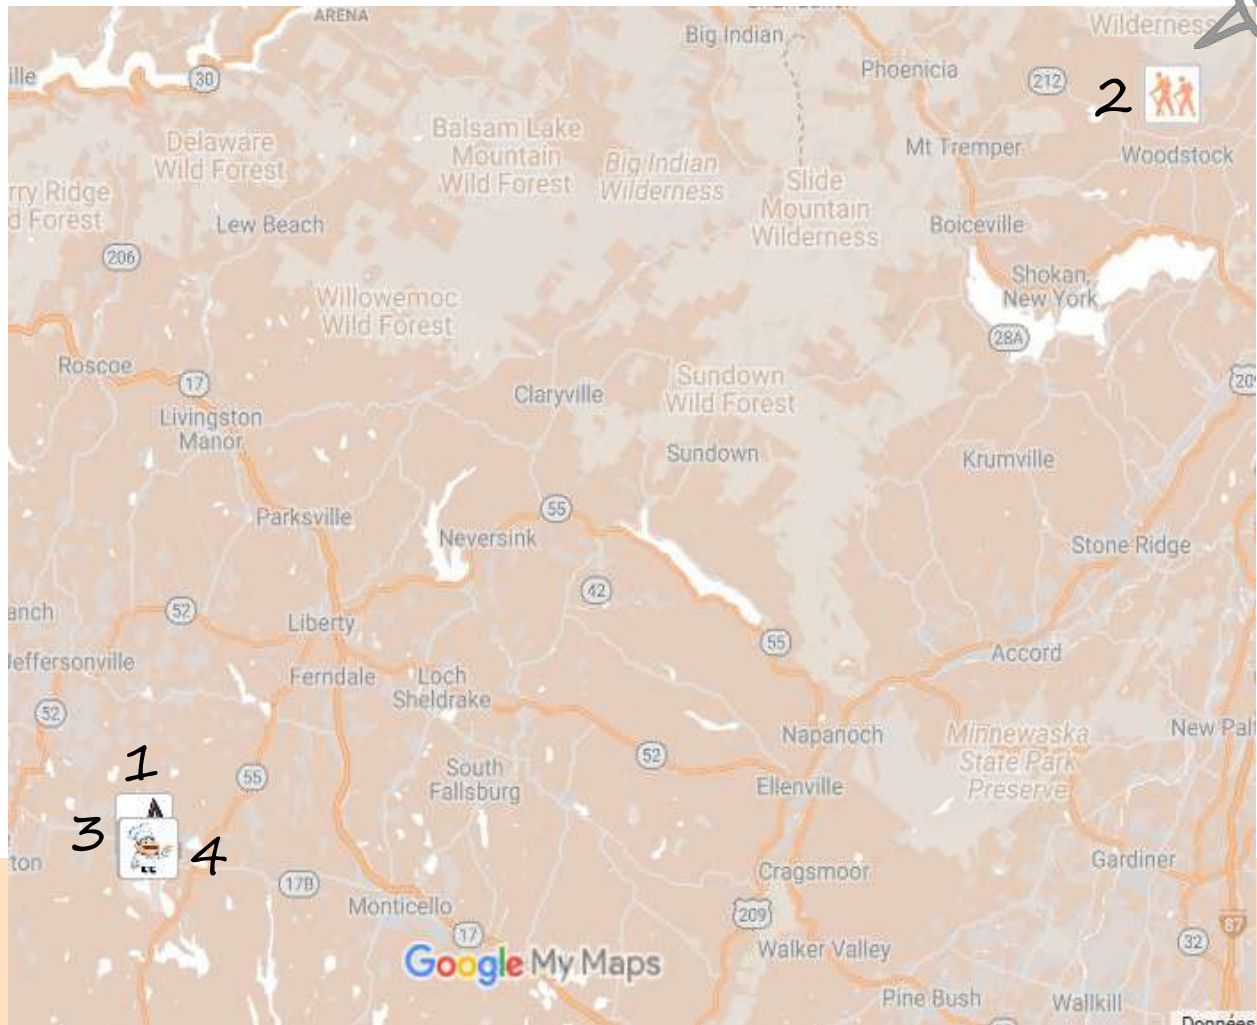 ARENA
Big Indian
Wilderness
ille
30
Phoenicia
212
2
Delaware
Wild Forest
Balsam Lake
Mountain
Wild Forest
Big Indian
Wilderness
Mt Tremper
Woodstock
rry Ridge
d Forest
Slide
Mountain
Wilderness
Lew Beach
Boiceville
206
Shokan,
New York
Willowemoc
Wild Forest
28A
Roscoe
17
Claryville
Sundown
Wild Forest
209
Livingston
Manor
Sundown
Krumville
Parksville
55
Neversink
Stone Ridge
42
anch
52
Liberty
55
Accord
Jeffersonville
Ferndale
Loch
Sheldrake
52
Napanoch
Minnewaska
State Park
Preserve
New Pal
1
55
South
Fallsburg
52
Ellenville
3
4
ton
17B
Cragsmoor
Gardiner
Monticello
209
87
17
Walker Valley
32
Google My Maps
Pine Bush
Wallkill
Données